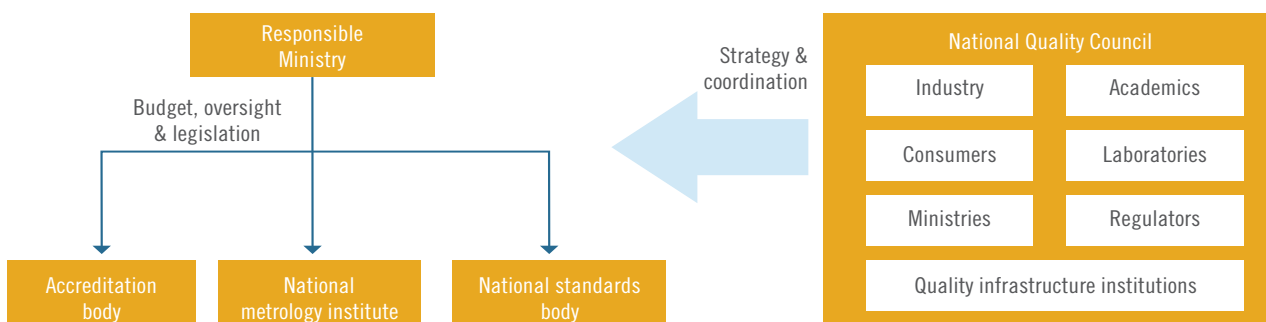 Responsible
Ministry
Budget, oversight
& legislation
Accreditation
body
National
metrology institute
National standards
body
Strategy &
coordination
National Quality Council
Industry
Academics
Consumers
Laboratories
Ministries
Regulators
Quality infrastructure institutions